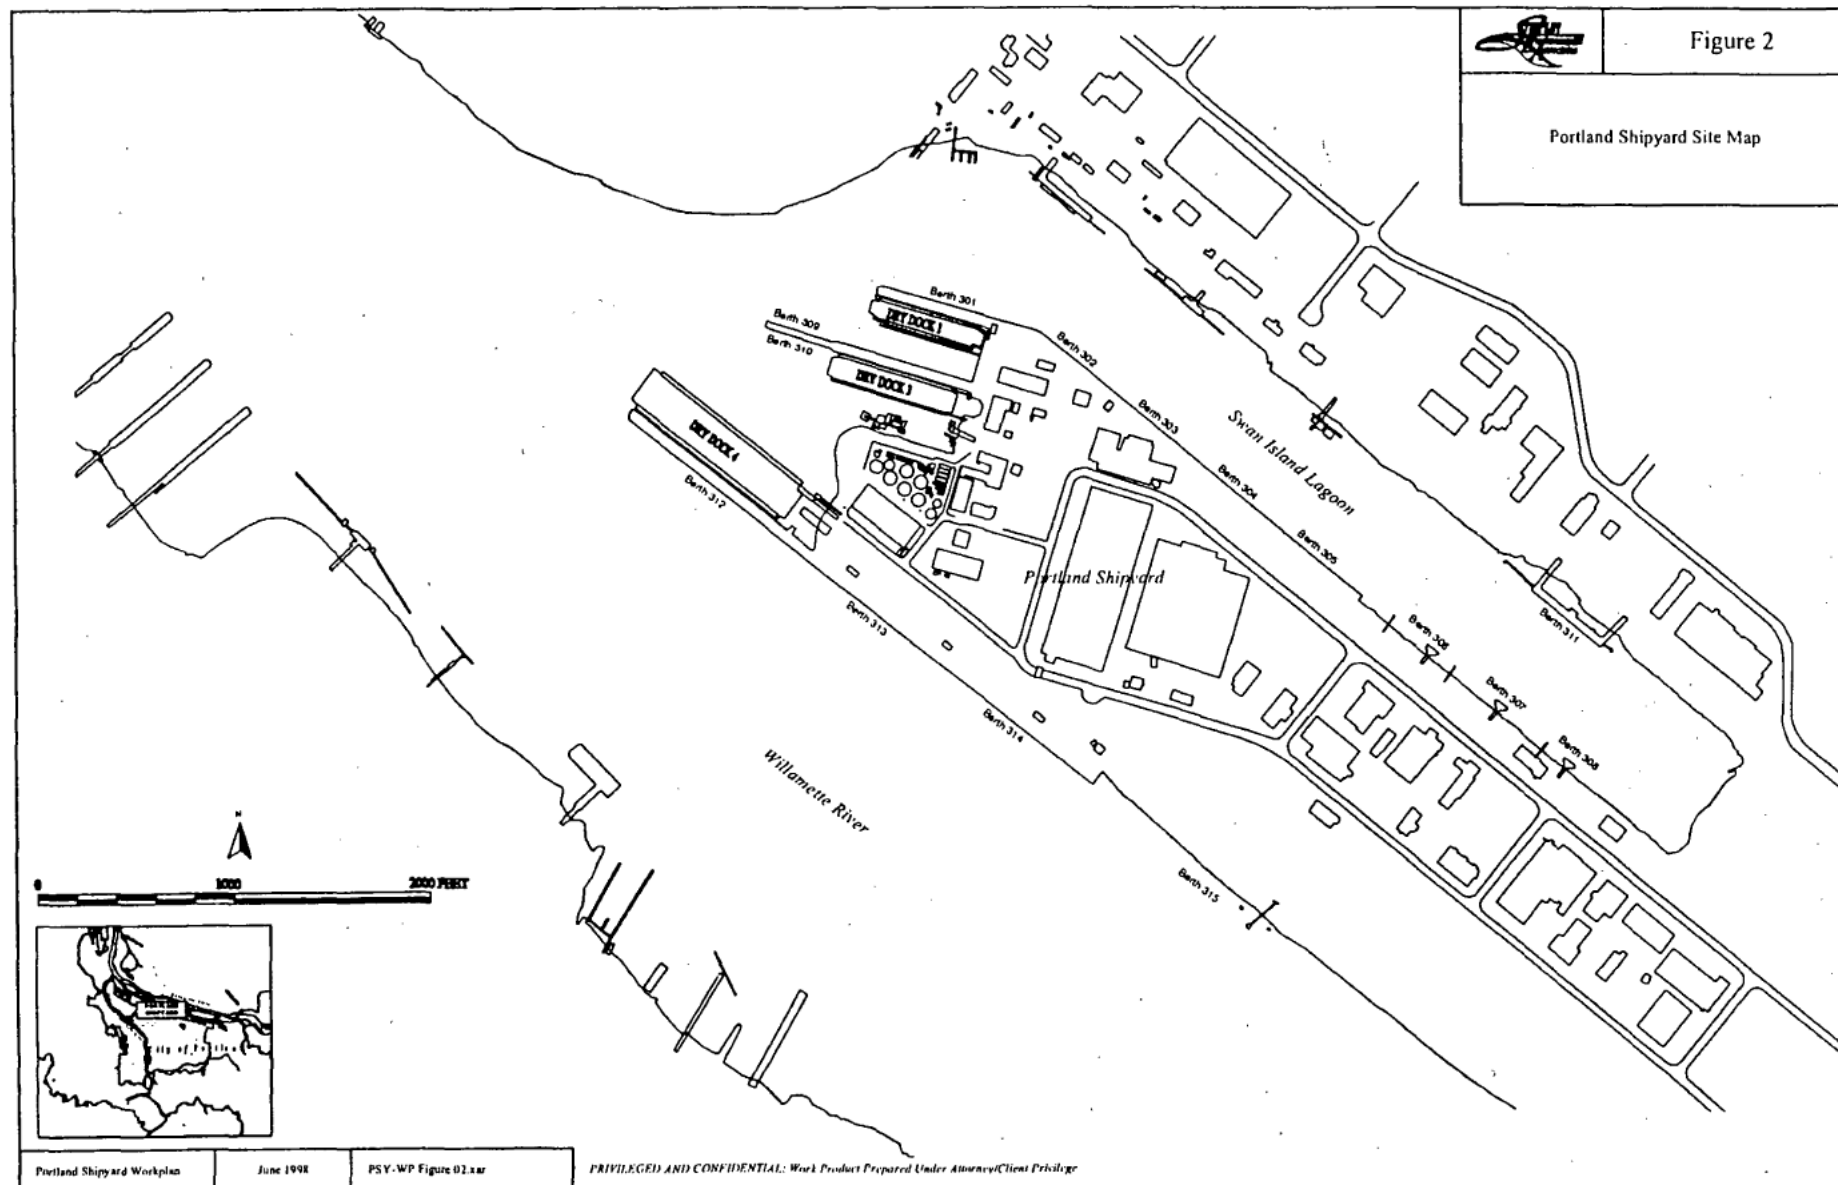 Figure 2
Portland Shipyard Site Map
Berth 301
DRY DOCK 1
Berth 309
Berth 310
DRY DOCK 3
Berth 302
Berth 303
Swan Island Lagoon
DRY DOCK 4
Berth 312
Berth 304
Berth 305
Portland Shipyard
Berth 313
Berth 306
Berth 311
Berth 307
Berth 314
Berth 308
Willamette River
Berth 315
N
0 1000 2000 FEET
City of
Portland Shipyard Workplan
June 1998
PSY-WP Figure 02.xar
PRIVILEGED AND CONFIDENTIAL: Work Product Prepared Under Attorney/Client Privilege